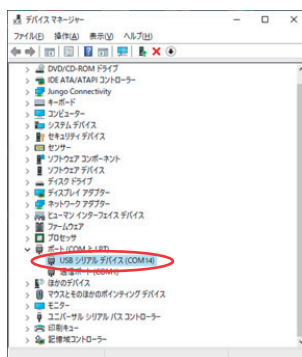 デバイス マネージャー
ファイル(F) 操作(A) 表示(V) ヘルプ(H)
DVD/CD-ROM ドライブ
IDE ATA/ATAPI コントローラー
Jungo Connectivity
キーボード
コンピューター
システム デバイス
セキュリティ デバイス
センサー
ソフトウェア コンポーネント
ソフトウェア デバイス
ディスク ドライブ
ディスプレイ アダプター
ネットワーク アダプター
ヒューマン インターフェイス デバイス
ファームウェア
プロセッサ
ポート (COM と LPT)
USB シリアル デバイス (COM14)
通信ポート (COM1)
ほかのデバイス
マウスとそのほかのポインティング デバイス
モニター
ユニバーサル シリアル バス コントローラー
印刷キュー
記憶域コントローラー